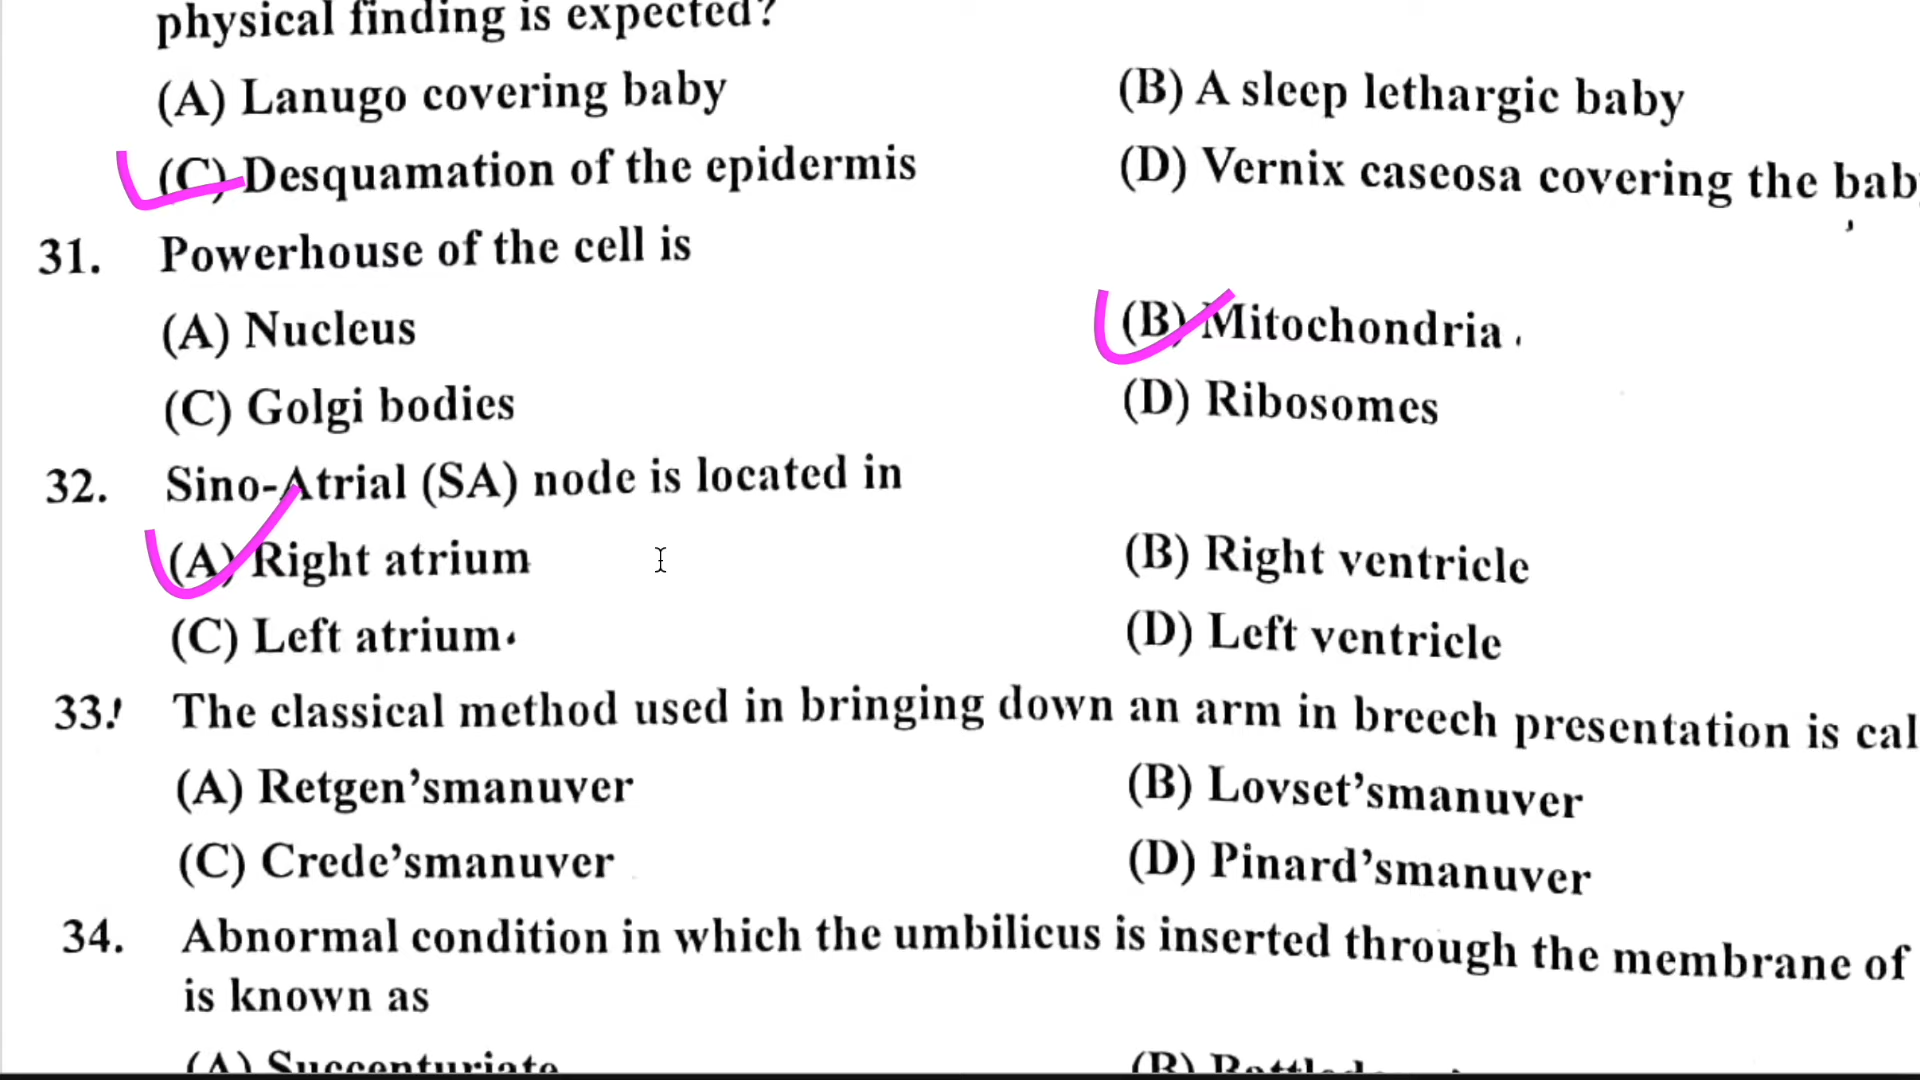 physical finding is expected?
(A) Lanugo covering baby (B) A sleep lethargic baby
(C) Desquamation of the epidermis (D) Vernix caseosa covering the bab
31. Powerhouse of the cell is
(A) Nucleus (B) Mitochondria
(C) Golgi bodies (D) Ribosomes
32. Sino-Atrial (SA) node is located in
(A) Right atrium (B) Right ventricle
(C) Left atrium (D) Left ventricle
33. The classical method used in bringing down an arm in breech presentation is cal
(A) Retgen'smanuver (B) Lovset'smanuver
(C) Crede'smanuver (D) Pinard'smanuver
34. Abnormal condition in which the umbilicus is inserted through the membrane of
is known as
(A) Succenturiate (B)